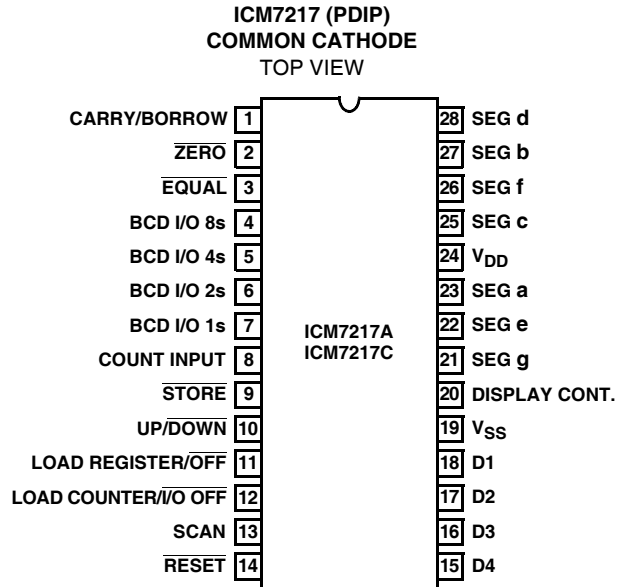 ICM7217 (PDIP)
COMMON CATHODE
TOP VIEW
CARRY/BORROW 1
ZERO 2
EQUAL 3
BCD I/O 8s 4
BCD I/O 4s 5
BCD I/O 2s 6
BCD I/O 1s 7
COUNT INPUT 8
STORE 9
UP/DOWN 10
LOAD REGISTER/OFF 11
LOAD COUNTER/I/O OFF 12
SCAN 13
RESET 14
ICM7217A
ICM7217C
28 SEG d
27 SEG b
26 SEG f
25 SEG c
24 VDD
23 SEG a
22 SEG e
21 SEG g
20 DISPLAY CONT.
19 VSS
18 D1
17 D2
16 D3
15 D4